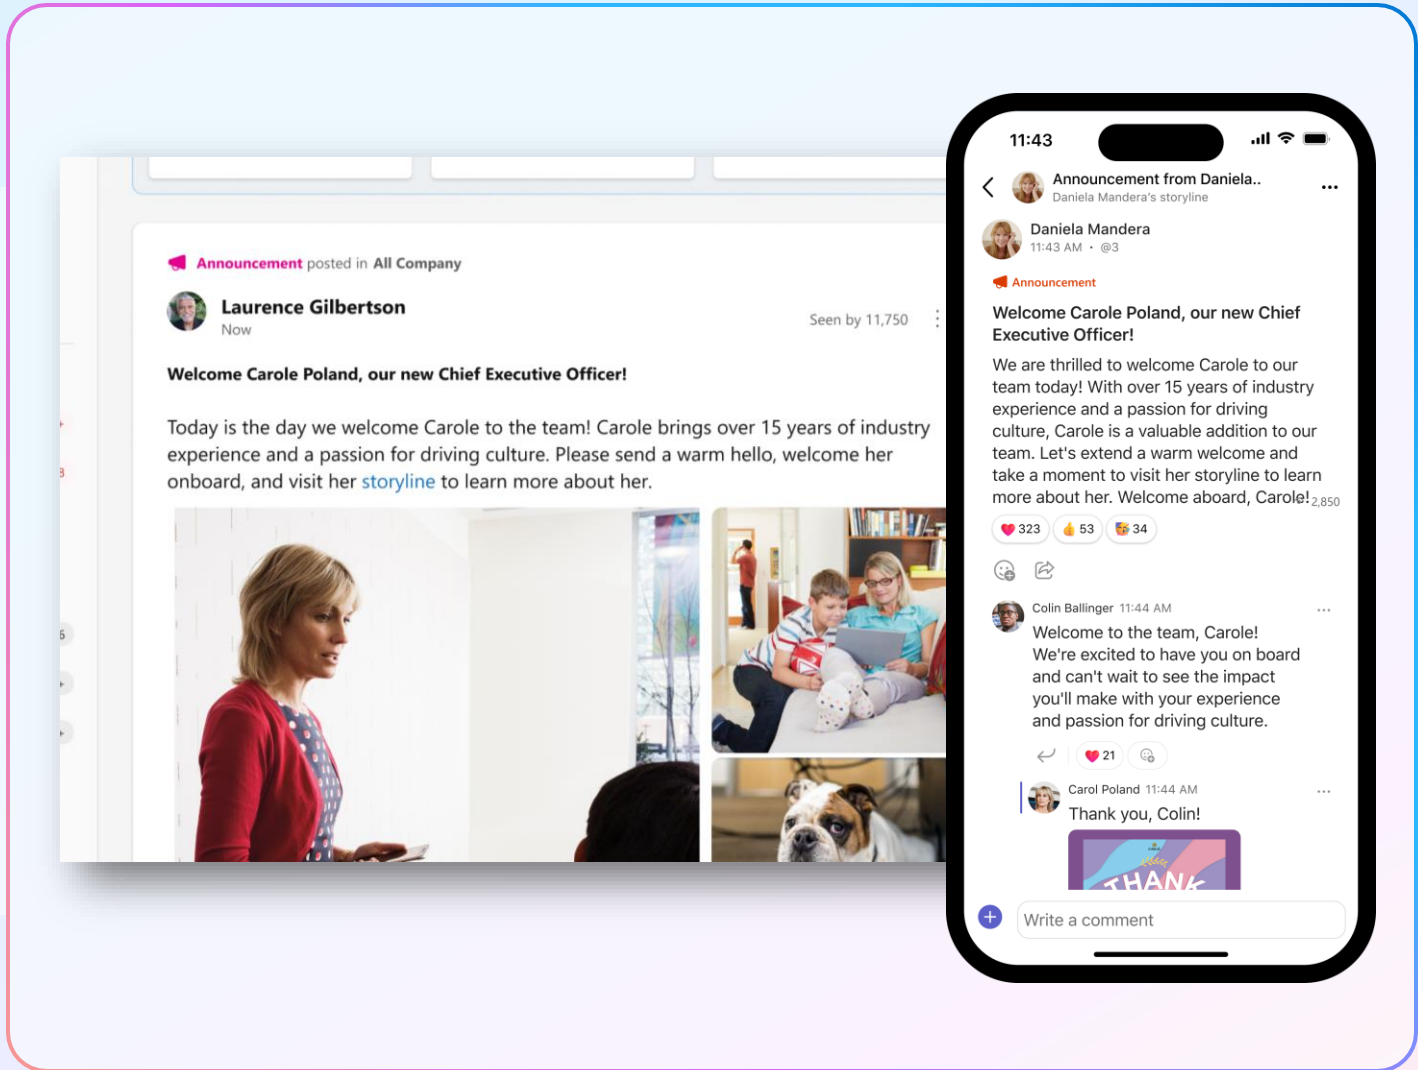 Announcement posted in All Company
Laurence Gilbertson
Now
Seen by 11,750
Welcome Carole Poland, our new Chief Executive Officer!
Today is the day we welcome Carole to the team! Carole brings over 15 years of industry
experience and a passion for driving culture. Please send a warm hello, welcome her
onboard, and visit her storyline to learn more about her.
8
6
11:43
Announcement from Daniela..
Daniela Mandera's storyline
Daniela Mandera
11:43 AM • @3
Announcement
Welcome Carole Poland, our new Chief
Executive Officer!
We are thrilled to welcome Carole to our
team today! With over 15 years of industry
experience and a passion for driving
culture, Carole is a valuable addition to our
team. Let's extend a warm welcome and
take a moment to visit her storyline to learn
more about her. Welcome aboard, Carole!
2,850
323
53
34
Colin Ballinger 11:44 AM
Welcome to the team, Carole!
We're excited to have you on board
and can't wait to see the impact
you'll make with your experience
and passion for driving culture.
21
Carol Poland 11:44 AM
Thank you, Colin!
THANK
Write a comment